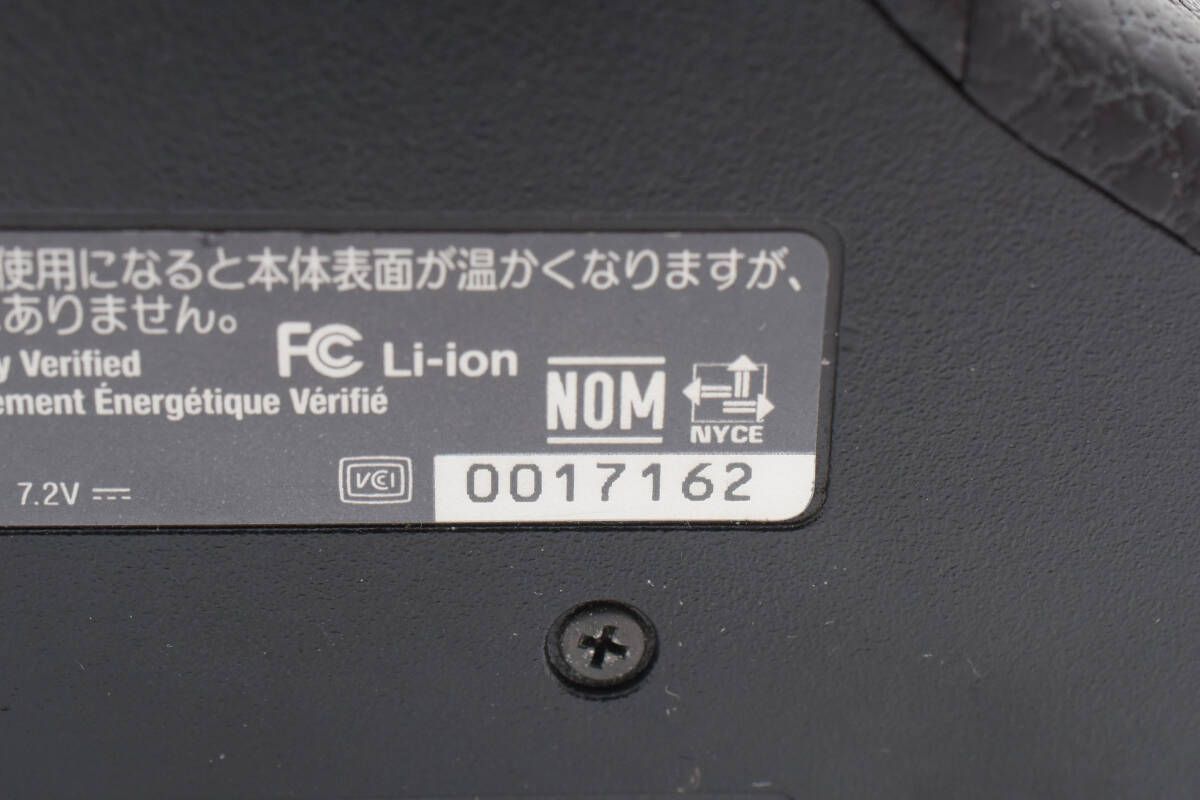 使用になると本体表面が温かくなりますが、
ありません。
y Verified
FC Li-ion
ement Énergétique Vérifié
NOM
NYCE
7.2V
VCI
0017162